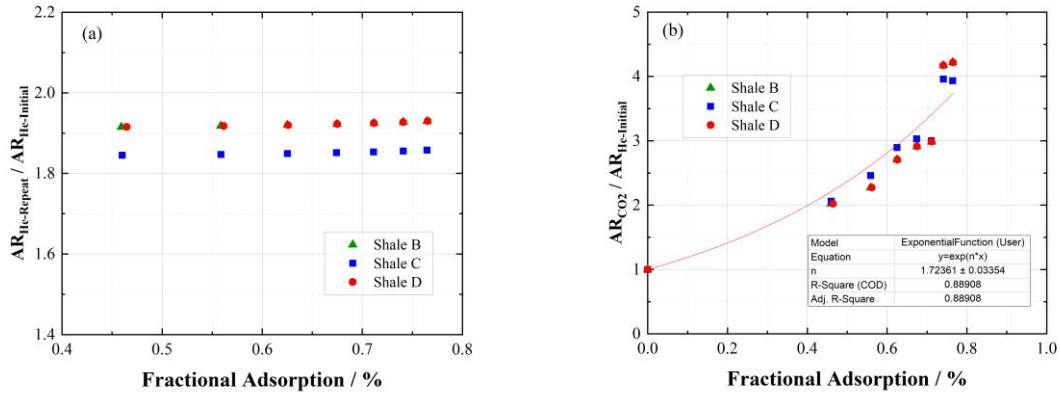 (a)
2.2
2.0
1.8
1.6
1.4
0.4 0.5 0.6 0.7 0.8
AR_He-Repeat / AR_He-Initial
Fractional Adsorption / %
Shale B
Shale C
Shale D
(b)
5
4
3
2
1
0
0.0 0.2 0.4 0.6 0.8 1.0
AR_CO2 / AR_He-Initial
Fractional Adsorption / %
Shale B
Shale C
Shale D
Model ExponentialFunction (User)
Equation y=exp(n*x)
n 1.72361 ± 0.03354
R-Square (COD) 0.88908
Adj. R-Square 0.88908